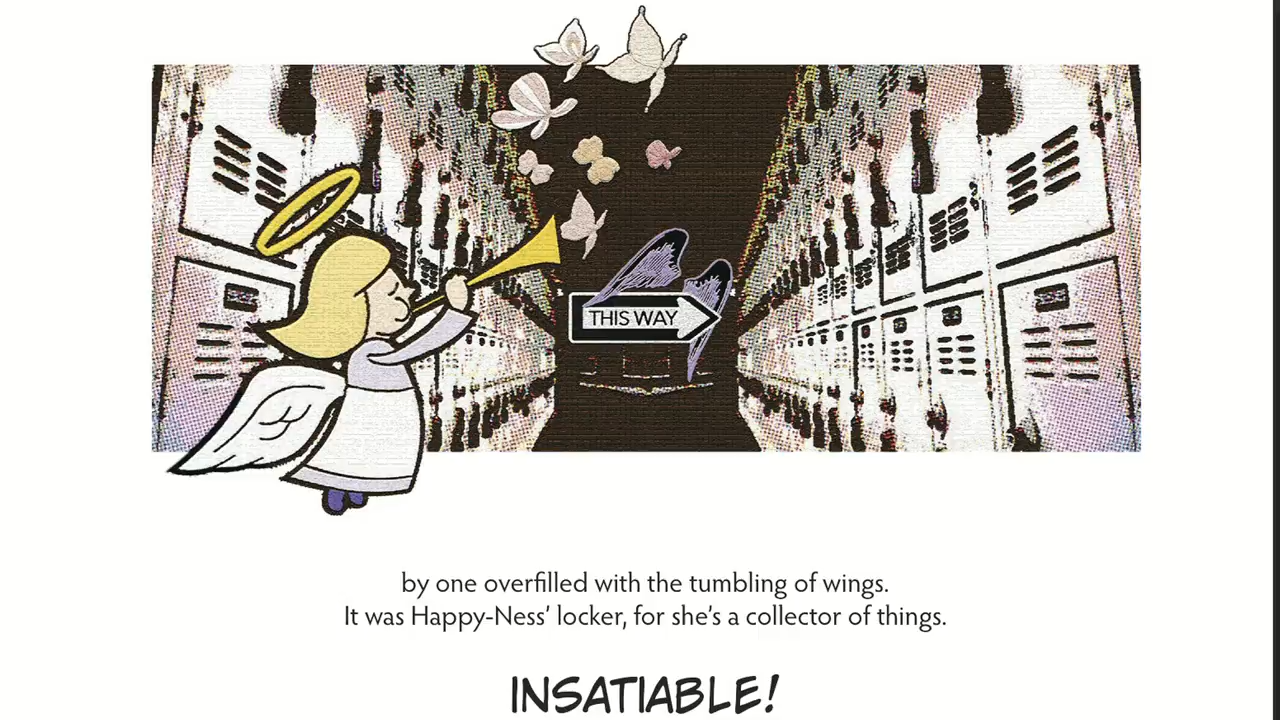 THIS WAY
by one overfilled with the tumbling of wings.
It was Happy-Ness’ locker, for she’s a collector of things.
INSATIABLE!